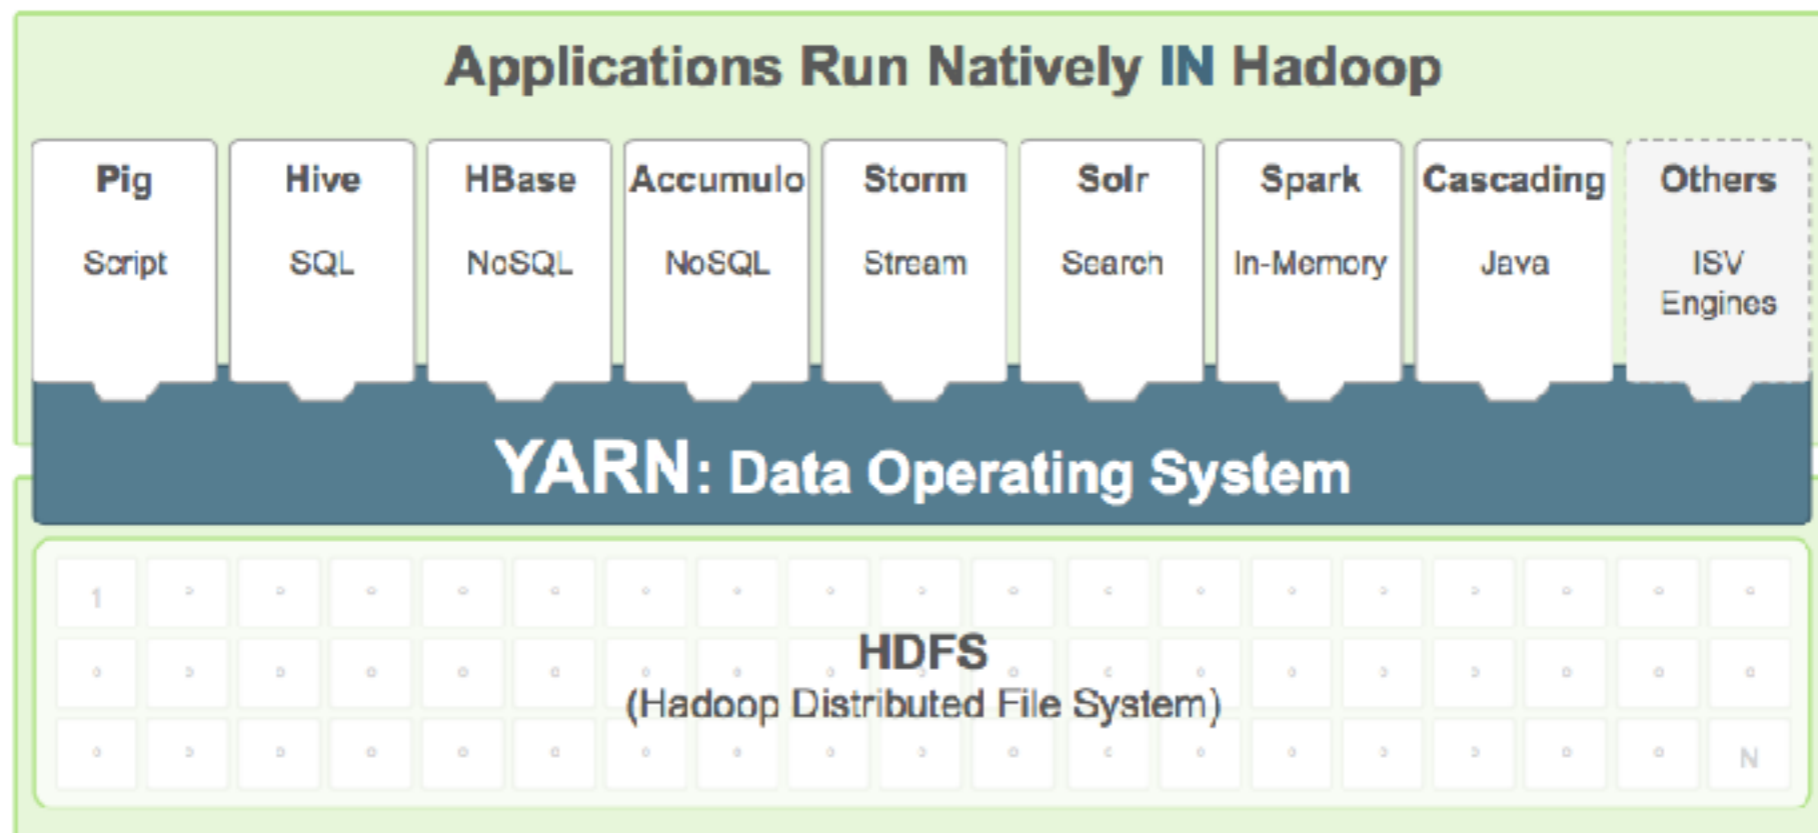 Applications Run Natively IN Hadoop
Pig
Script
Hive
SQL
HBase
NoSQL
Accumulo
NoSQL
Storm
Stream
Solr
Search
Spark
In-Memory
Cascading
Java
Others
ISV
Engines
YARN: Data Operating System
1
HDFS
(Hadoop Distributed File System)
N